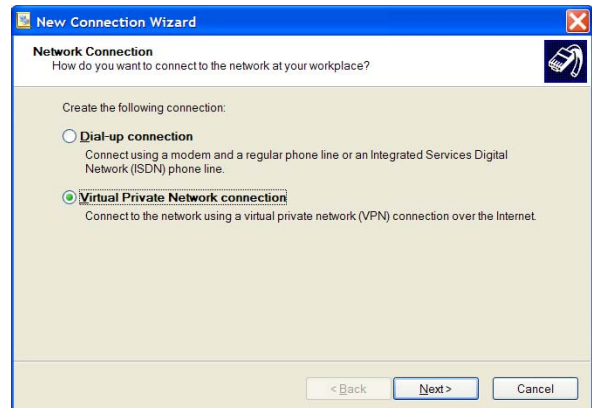 New Connection Wizard
Network Connection
How do you want to connect to the network at your workplace?
Create the following connection:
Dial-up connection
Connect using a modem and a regular phone line or an Integrated Services Digital
Network (ISDN) phone line.
Virtual Private Network connection
Connect to the network using a virtual private network (VPN) connection over the Internet.
< Back Next > Cancel